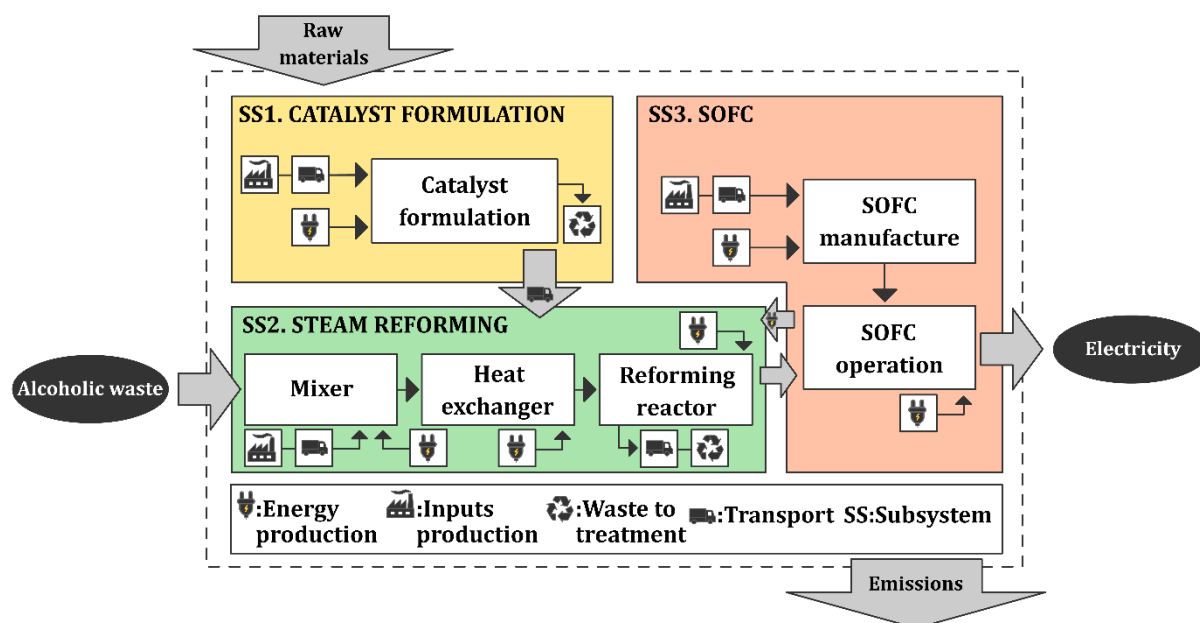 Raw
materials
SS1. CATALYST FORMULATION
Catalyst
formulation
SS3. SOFC
SOFC
manufacture
SOFC
operation
SS2. STEAM REFORMING
Mixer
Heat
exchanger
Reforming
reactor
Alcoholic waste
Electricity
:Energy
production
:Inputs
production
:Waste to
treatment
:Transport
SS:Subsystem
Emissions